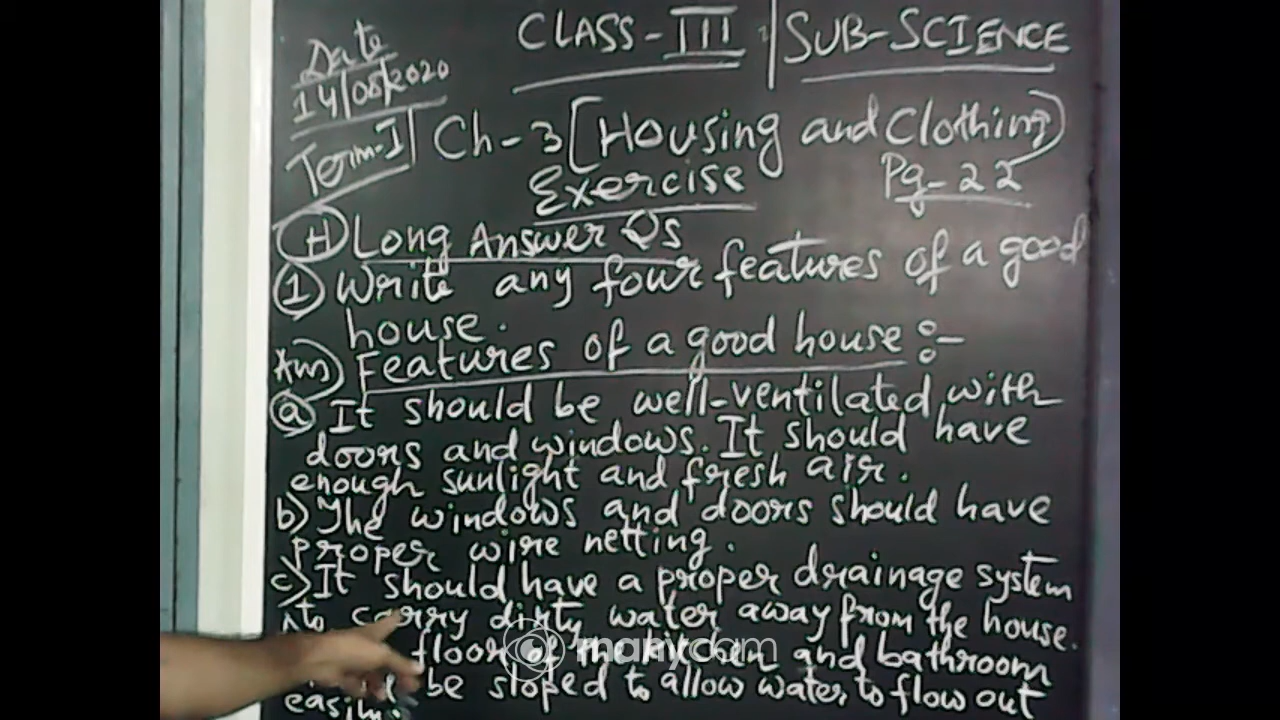 Date
14/05/2020
CLASS-III | SUB-SCIENCE
Term-I | Ch-3 [Housing and Clothing]
Exercise Pg-22
(H) Long Answer Qs
(1) Write any four features of a good
house.
Ans) Features of a good house :-
(a) It should be well-ventilated with
doors and windows. It should have
enough sunlight and fresh air.
b) The windows and doors should have
proper wire netting.
c) It should have a proper drainage system
to carry dirty water away from the house.
floor of the and bathroom
be sloped to allow water to flow out
manycam